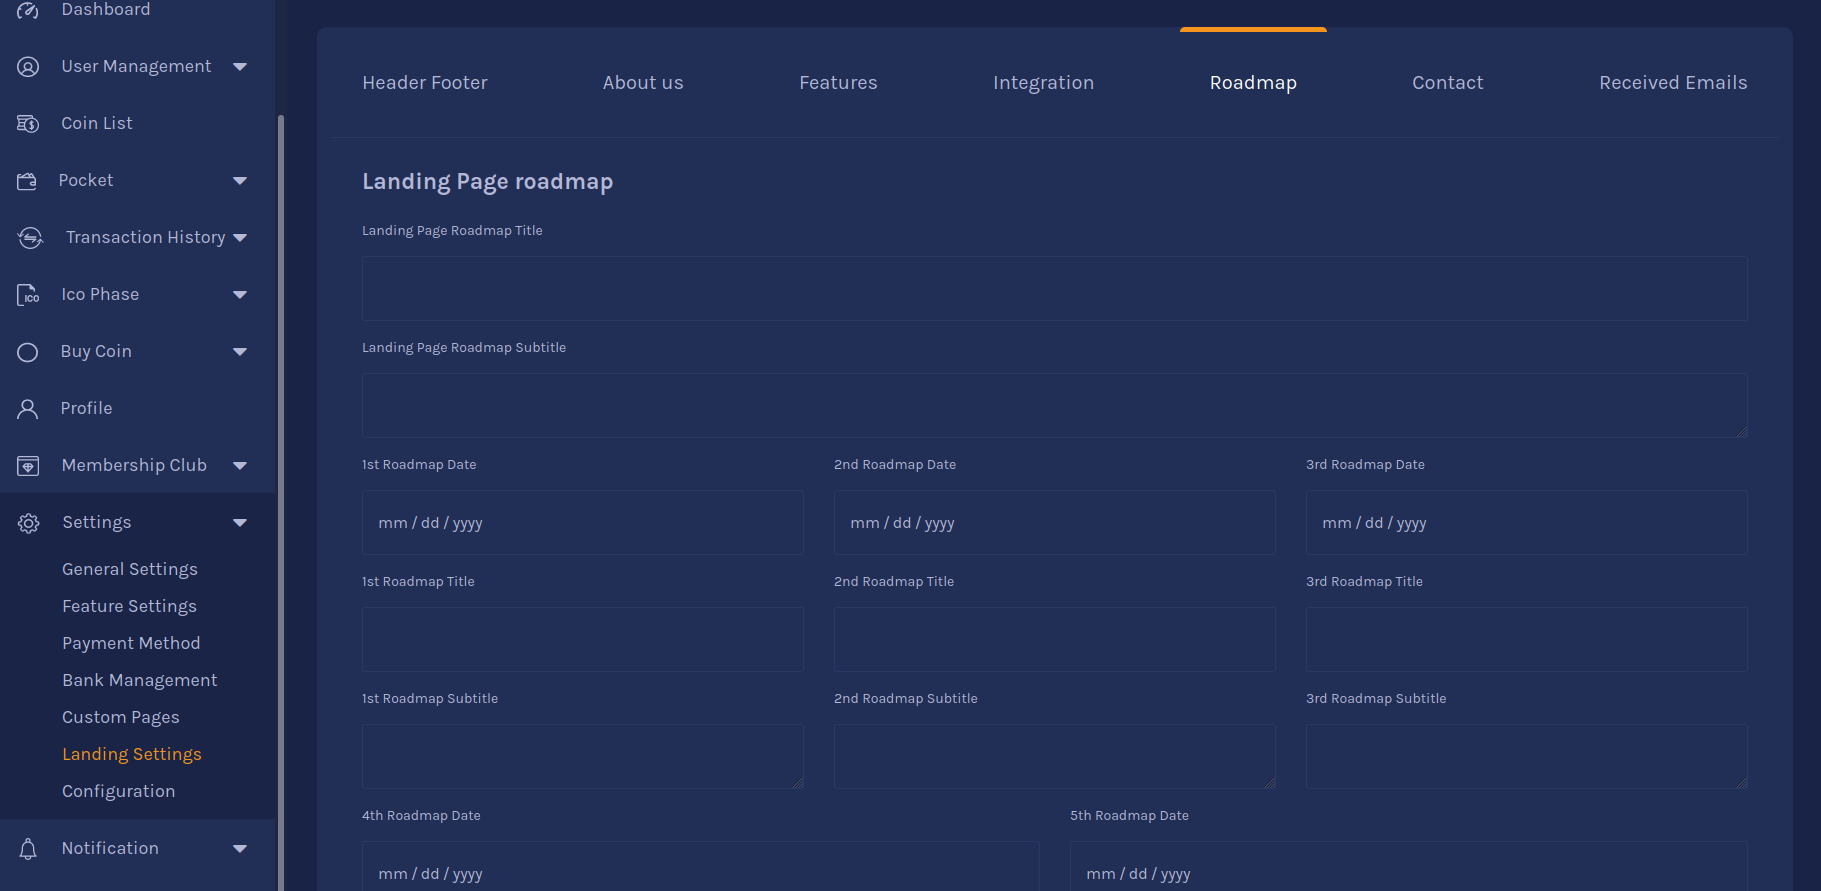 Dashboard
User Management
Coin List
Pocket
Transaction History
ICO
Ico Phase
Buy Coin
Profile
Membership Club
Settings
General Settings
Feature Settings
Payment Method
Bank Management
Custom Pages
Landing Settings
Configuration
Notification
Header Footer About us Features Integration Roadmap Contact Received Emails
Landing Page roadmap
Landing Page Roadmap Title
Landing Page Roadmap Subtitle
1st Roadmap Date 2nd Roadmap Date 3rd Roadmap Date
mm / dd / yyyy mm / dd / yyyy mm / dd / yyyy
1st Roadmap Title 2nd Roadmap Title 3rd Roadmap Title
1st Roadmap Subtitle 2nd Roadmap Subtitle 3rd Roadmap Subtitle
4th Roadmap Date 5th Roadmap Date
mm / dd / yyyy mm / dd / yyyy